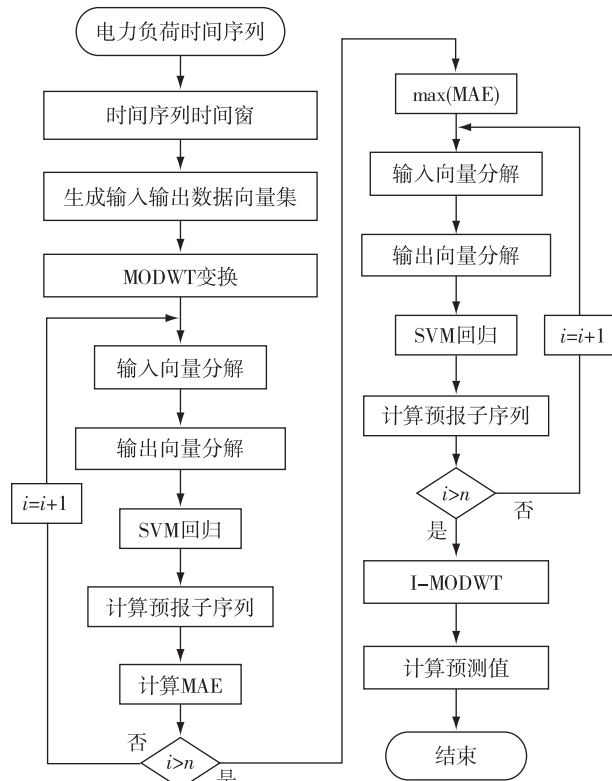 电力负荷时间序列
时间序列时间窗
生成输入输出数据向量集
MODWT变换
输入向量分解
输出向量分解
i=i+1
SVM回归
计算预报子序列
计算MAE
否
i>n
是
max(MAE)
输入向量分解
输出向量分解
SVM回归
i=i+1
计算预报子序列
i>n
否
是
I-MODWT
计算预测值
结束